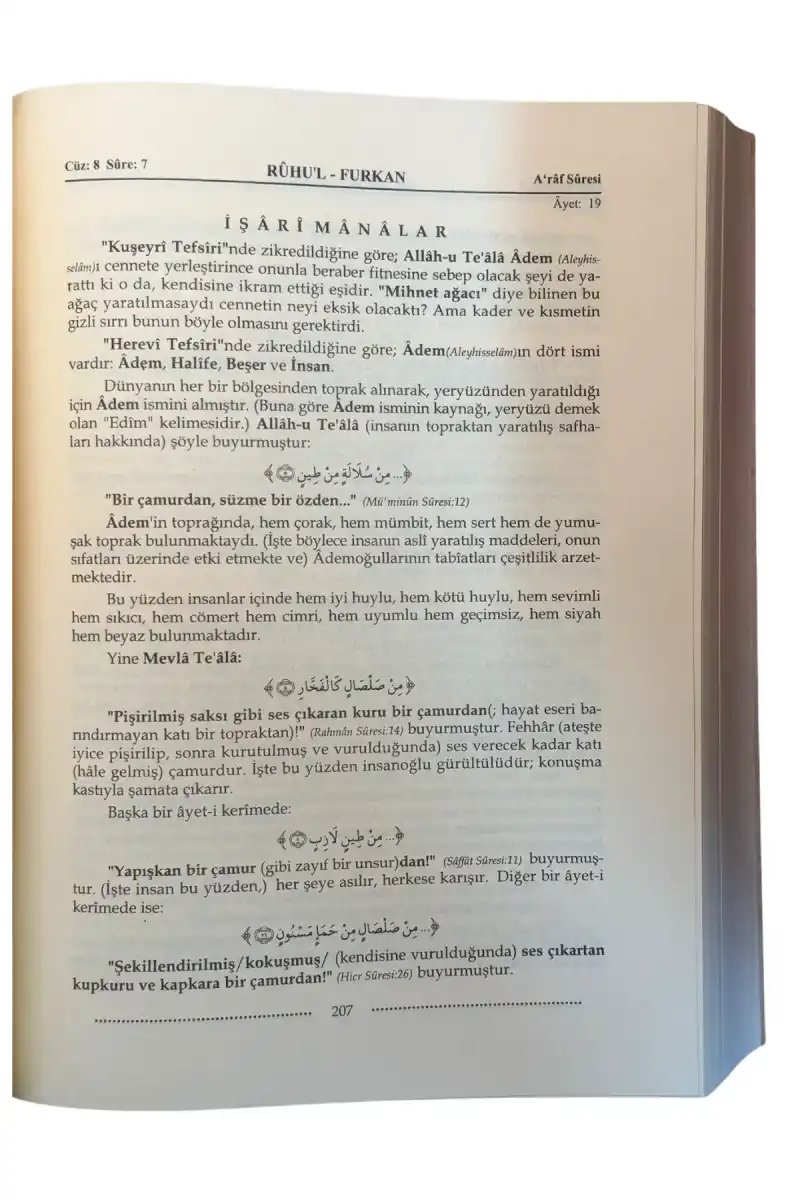 Cüz: 8 Sûre: 7
RÛHU'L - FURKAN
A'râf Sûresi
Âyet: 19
İ Ş Â R Î M Â N Â L A R
"Kuşeyrî Tefsîri"nde zikredildiğine göre; Allâh-u Te'âlâ Âdem (Aleyhis-
selâm)ı cennete yerleştirince onunla beraber fitnesine sebep olacak şeyi de ya-
rattı ki o da, kendisine ikram ettiği eşidir. "Mihnet ağacı" diye bilinen bu
ağaç yaratılmasaydı cennetin neyi eksik olacaktı? Ama kader ve kısmetin
gizli sırrı bunun böyle olmasını gerektirdi.
"Herevî Tefsîri"nde zikredildiğine göre; Âdem(Aleyhisselâm)ın dört ismi
vardır: Âdem, Halîfe, Beşer ve İnsan.
Dünyanın her bir bölgesinden toprak alınarak, yeryüzünden yaratıldığı
için Âdem ismini almıştır. (Buna göre Âdem isminin kaynağı, yeryüzü demek
olan "Edîm" kelimesidir.) Allâh-u Te'âlâ (insanın topraktan yaratılış safha-
ları hakkında) şöyle buyurmuştur:
﴿... مِنْ سُلَالَةٍ مِنْ طِينٍ﴾
"Bir çamurdan, süzme bir özden..." (Mü'minûn Sûresi:12)
Âdem'in toprağında, hem çorak, hem mümbit, hem sert hem de yumu-
şak toprak bulunmaktaydı. (İşte böylece insanın aslî yaratılış maddeleri, onun
sıfatları üzerinde etki etmekte ve) Âdemoğullarının tabîatları çeşitlilik arzet-
mektedir.
Bu yüzden insanlar içinde hem iyi huylu, hem kötü huylu, hem sevimli
hem sıkıcı, hem cömert hem cimri, hem uyumlu hem geçimsiz, hem siyah
hem beyaz bulunmaktadır.
Yine Mevlâ Te'âlâ:
﴿مِنْ صَلْصَالٍ كَالْفَخَّارِ﴾
"Pişirilmiş saksı gibi ses çıkaran kuru bir çamurdan(; hayat eseri ba-
rındırmayan katı bir topraktan)!" (Rahmân Sûresi:14) buyurmuştur. Fehhâr (ateşte
iyice pişirilip, sonra kurutulmuş ve vurulduğunda) ses verecek kadar katı
(hâle gelmiş) çamurdur. İşte bu yüzden insanoğlu gürültülüdür; konuşma
kastıyla şamata çıkarır.
Başka bir âyet-i kerîmede:
﴿... مِنْ طِينٍ لَازِبٍ﴾
"Yapışkan bir çamur (gibi zayıf bir unsur)dan!" (Sâffât Sûresi:11) buyurmuş-
tur. (İşte insan bu yüzden,) her şeye asılır, herkese karışır. Diğer bir âyet-i
kerîmede ise:
﴿... مِنْ صَلْصَالٍ مِنْ حَمَإٍ مَسْنُونٍ﴾
"Şekillendirilmiş/kokuşmuş/ (kendisine vurulduğunda) ses çıkartan
kupkuru ve kapkara bir çamurdan!" (Hicr Sûresi:26) buyurmuştur.
207